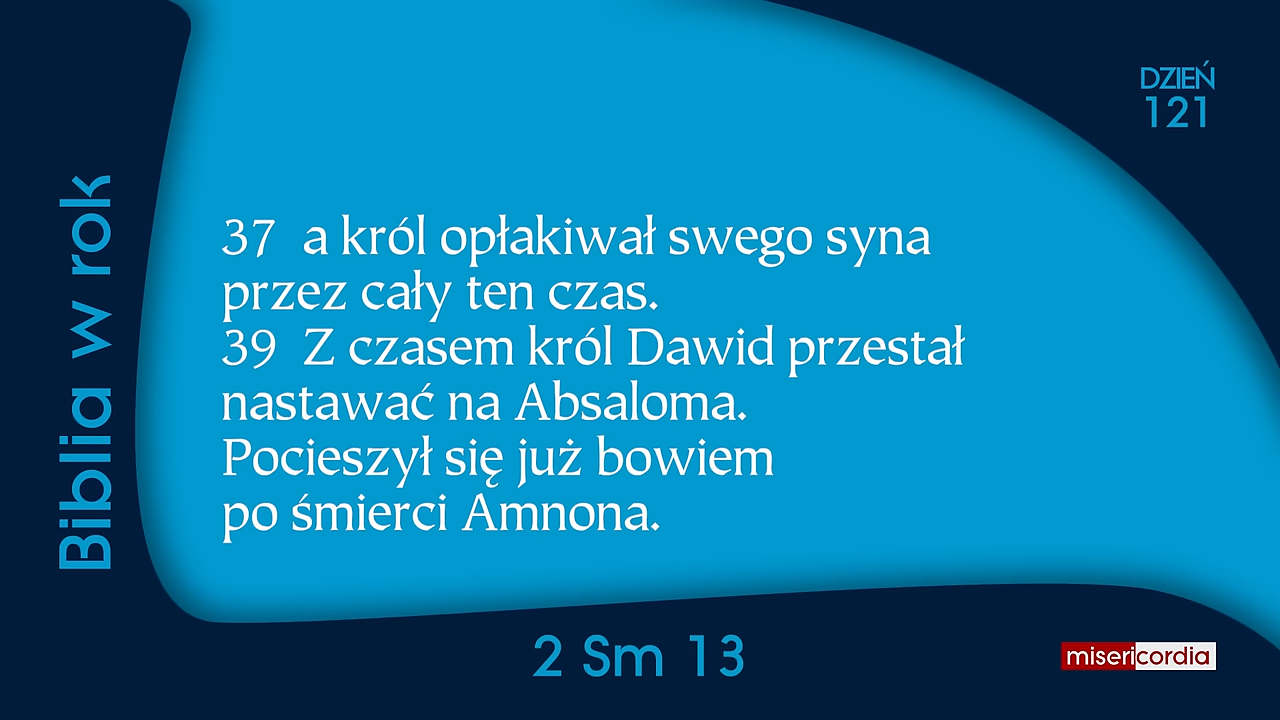 DZIEŃ
121
Biblia w rok
37 a król opłakiwał swego syna
przez cały ten czas.
39 Z czasem król Dawid przestał
nastawać na Absaloma.
Pocieszył się już bowiem
po śmierci Amnona.
2 Sm 13
misericordia